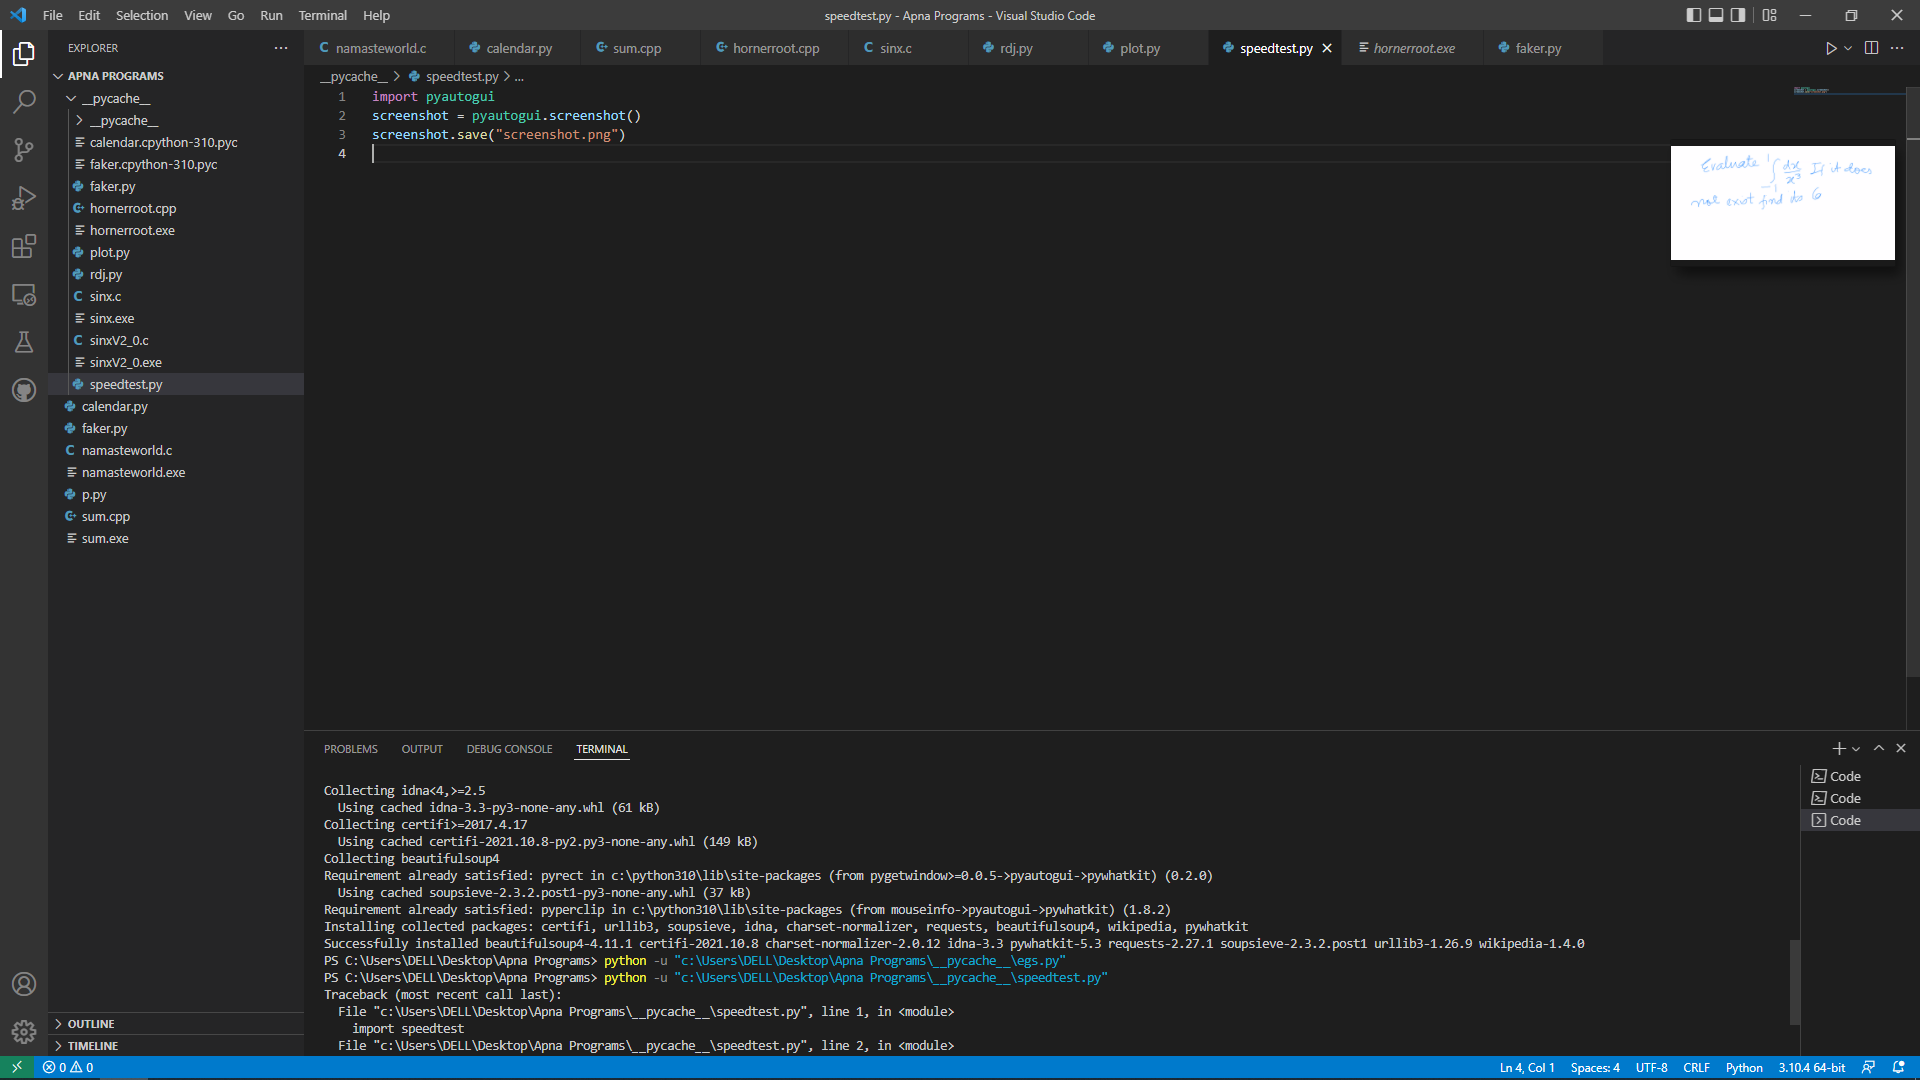 File Edit Selection View Go Run Terminal Help
speedtest.py - Apna Programs - Visual Studio Code
EXPLORER
APNA PROGRAMS
__pycache__
__pycache__
calendar.cpython-310.pyc
faker.cpython-310.pyc
faker.py
hornerroot.cpp
hornerroot.exe
plot.py
rdj.py
sinx.c
sinx.exe
sinxV2_0.c
sinxV2_0.exe
speedtest.py
calendar.py
faker.py
namasteworld.c
namasteworld.exe
p.py
sum.cpp
sum.exe
OUTLINE
TIMELINE
namasteworld.c calendar.py sum.cpp hornerroot.cpp sinx.c rdj.py plot.py speedtest.py hornerroot.exe faker.py
__pycache__ > speedtest.py > ...
1 import pyautogui
2 screenshot = pyautogui.screenshot()
3 screenshot.save("screenshot.png")
4
Evaluate ∫ 1 -1 dx/x³ If it does
not exist find its 6
PROBLEMS OUTPUT DEBUG CONSOLE TERMINAL
Collecting idna<4,>=2.5
Using cached idna-3.3-py3-none-any.whl (61 kB)
Collecting certifi>=2017.4.17
Using cached certifi-2021.10.8-py2.py3-none-any.whl (149 kB)
Collecting beautifulsoup4
Requirement already satisfied: pyrect in c:\python310\lib\site-packages (from pygetwindow>=0.0.5->pyautogui->pywhatkit) (0.2.0)
Using cached soupsieve-2.3.2.post1-py3-none-any.whl (37 kB)
Requirement already satisfied: pyperclip in c:\python310\lib\site-packages (from mouseinfo->pyautogui->pywhatkit) (1.8.2)
Installing collected packages: certifi, urllib3, soupsieve, idna, charset-normalizer, requests, beautifulsoup4, wikipedia, pywhatkit
Successfully installed beautifulsoup4-4.11.1 certifi-2021.10.8 charset-normalizer-2.0.12 idna-3.3 pywhatkit-5.3 requests-2.27.1 soupsieve-2.3.2.post1 urllib3-1.26.9 wikipedia-1.4.0
PS C:\Users\DELL\Desktop\Apna Programs> python -u "c:\Users\DELL\Desktop\Apna Programs\__pycache__\egs.py"
PS C:\Users\DELL\Desktop\Apna Programs> python -u "c:\Users\DELL\Desktop\Apna Programs\__pycache__\speedtest.py"
Traceback (most recent call last):
File "c:\Users\DELL\Desktop\Apna Programs\__pycache__\speedtest.py", line 1, in <module>
import speedtest
File "c:\Users\DELL\Desktop\Apna Programs\__pycache__\speedtest.py", line 2, in <module>
Code
Code
Code
0 0
Ln 4, Col 1 Spaces: 4 UTF-8 CRLF Python 3.10.4 64-bit